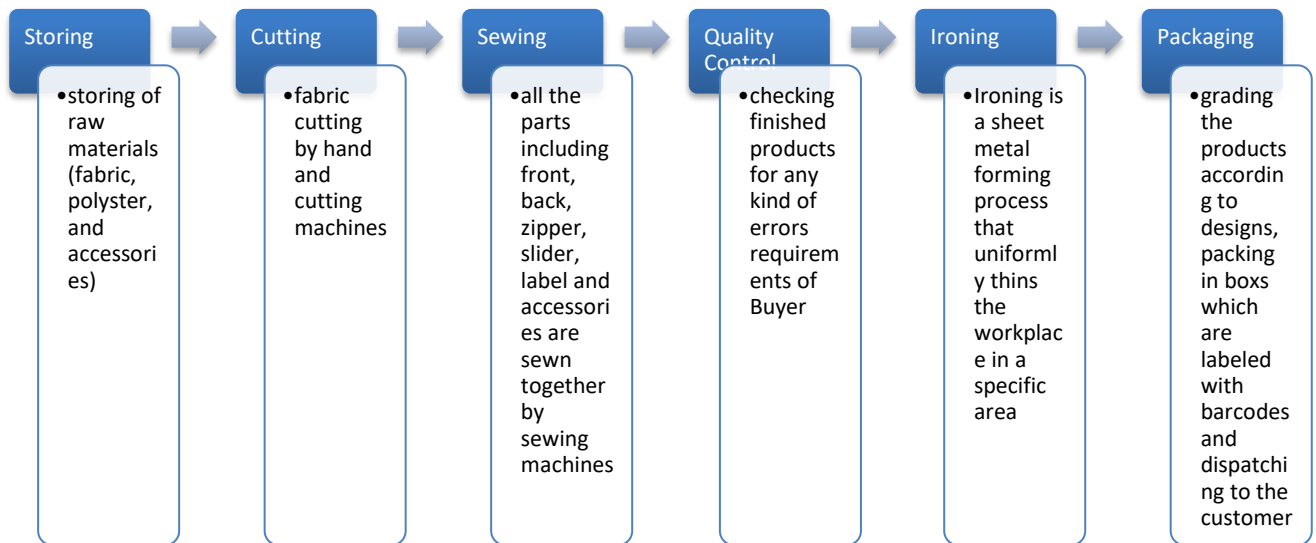 Storing
•storing of
raw
materials
(fabric,
polyster,
and
accessori
es)
Cutting
•fabric
cutting
by hand
and
cutting
machines
Sewing
•all the
parts
including
front,
back,
zipper,
slider,
label and
accessori
es are
sewn
together
by
sewing
machines
Quality
Control
•checking
finished
products
for any
kind of
errors
requirem
ents of
Buyer
Ironing
•Ironing is
a sheet
metal
forming
process
that
uniforml
y thins
the
workplac
e in a
specific
area
Packaging
•grading
the
products
accordin
g to
designs,
packing
in boxs
which
are
labeled
with
barcodes
and
dispatchi
ng to the
customer